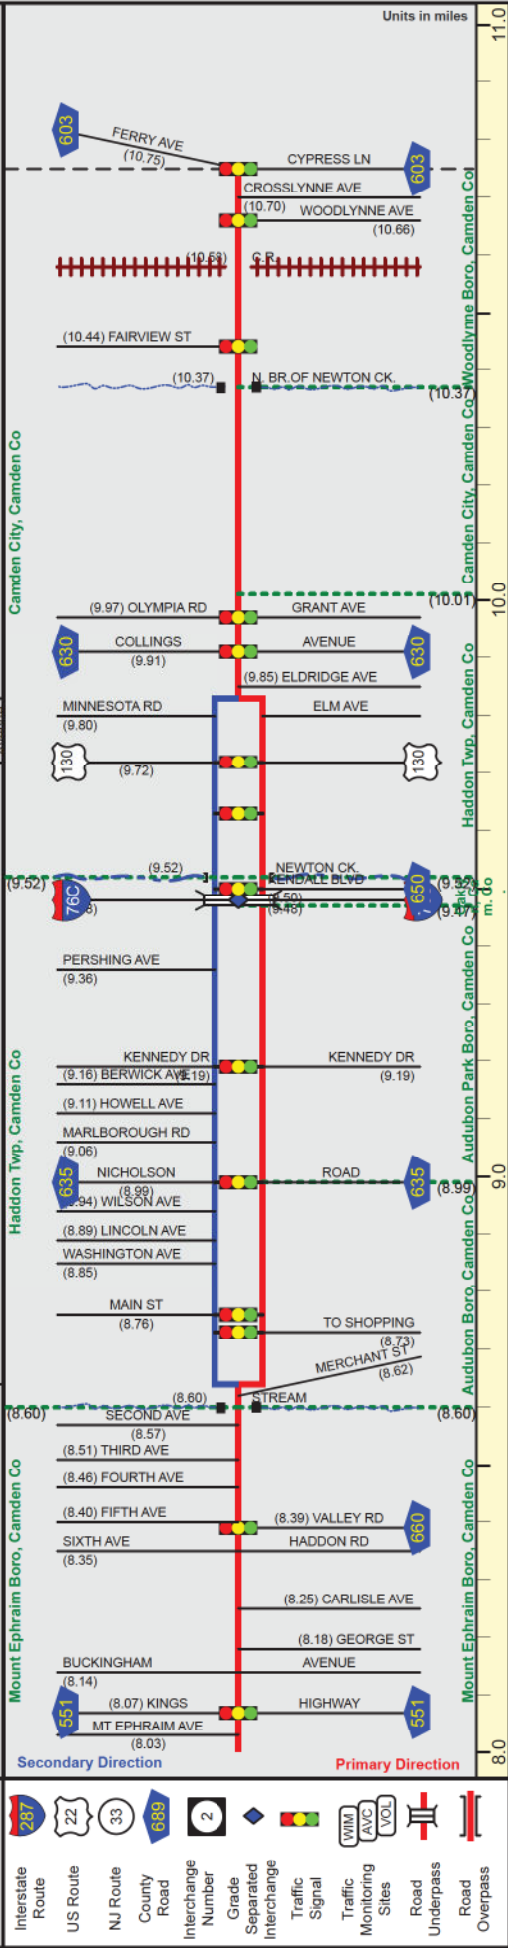 Units in miles
11.0
603
FERRY AVE
(10.75)
CYPRESS LN
603
CROSSLYNNE AVE
(10.70)
WOODLYNNE AVE
(10.66)
(10.58)
C.R.
(10.44) FAIRVIEW ST
(10.37)
N. BR.OF NEWTON CK.
(10.37)
Woodlynne Boro, Camden Co
Camden City, Camden Co
Camden City, Camden Co
(10.01)
10.0
(9.97) OLYMPIA RD
GRANT AVE
630
COLLINGS
(9.91)
AVENUE
630
(9.85) ELDRIDGE AVE
MINNESOTA RD
(9.80)
ELM AVE
Haddon Twp, Camden Co
130
(9.72)
130
(9.52)
(9.52)
NEWTON CK.
KENDALL BLVD
(9.50)
(9.48)
76C
650
(9.47)
PERSHING AVE
(9.36)
Audubon Park Boro, Camden Co
KENNEDY DR
(9.19)
KENNEDY DR
(9.19)
(9.16) BERWICK AVE
(9.11) HOWELL AVE
MARLBOROUGH RD
(9.06)
Haddon Twp, Camden Co
635
NICHOLSON
(8.99)
ROAD
635
(8.99)
9.0
(8.94) WILSON AVE
(8.89) LINCOLN AVE
WASHINGTON AVE
(8.85)
MAIN ST
(8.76)
TO SHOPPING
(8.73)
MERCHANT ST
(8.62)
Audubon Boro, Camden Co
(8.60)
(8.60)
STREAM
(8.60)
SECOND AVE
(8.57)
(8.51) THIRD AVE
(8.46) FOURTH AVE
(8.40) FIFTH AVE
(8.39) VALLEY RD
660
SIXTH AVE
(8.35)
HADDON RD
Mount Ephraim Boro, Camden Co
Mount Ephraim Boro, Camden Co
(8.25) CARLISLE AVE
(8.18) GEORGE ST
BUCKINGHAM
(8.14)
AVENUE
551
(8.07) KINGS
HIGHWAY
551
MT EPHRAIM AVE
(8.03)
8.0
Secondary Direction
Primary Direction
287
Interstate
Route
22
US Route
33
NJ Route
689
County
Road
2
Interchange
Number
Grade
Separated
Interchange
Traffic
Signal
WIM
AVC
VOL
Traffic
Monitoring
Sites
Road
Underpass
Road
Overpass